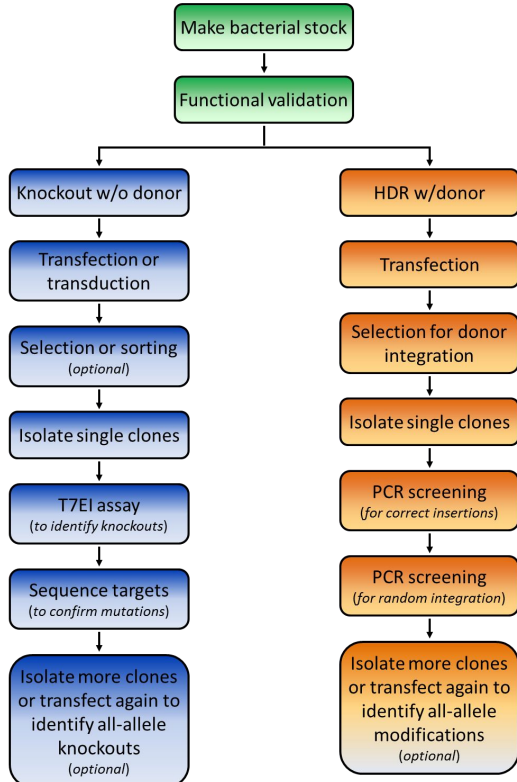 Make bacterial stock
Functional validation
Knockout w/o donor
Transfection or
transduction
Selection or sorting
(optional)
Isolate single clones
T7EI assay
(to identify knockouts)
Sequence targets
(to confirm mutations)
Isolate more clones
or transfect again to
identify all-allele
knockouts
(optional)
HDR w/donor
Transfection
Selection for donor
integration
Isolate single clones
PCR screening
(for correct insertions)
PCR screening
(for random integration)
Isolate more clones
or transfect again to
identify all-allele
modifications
(optional)